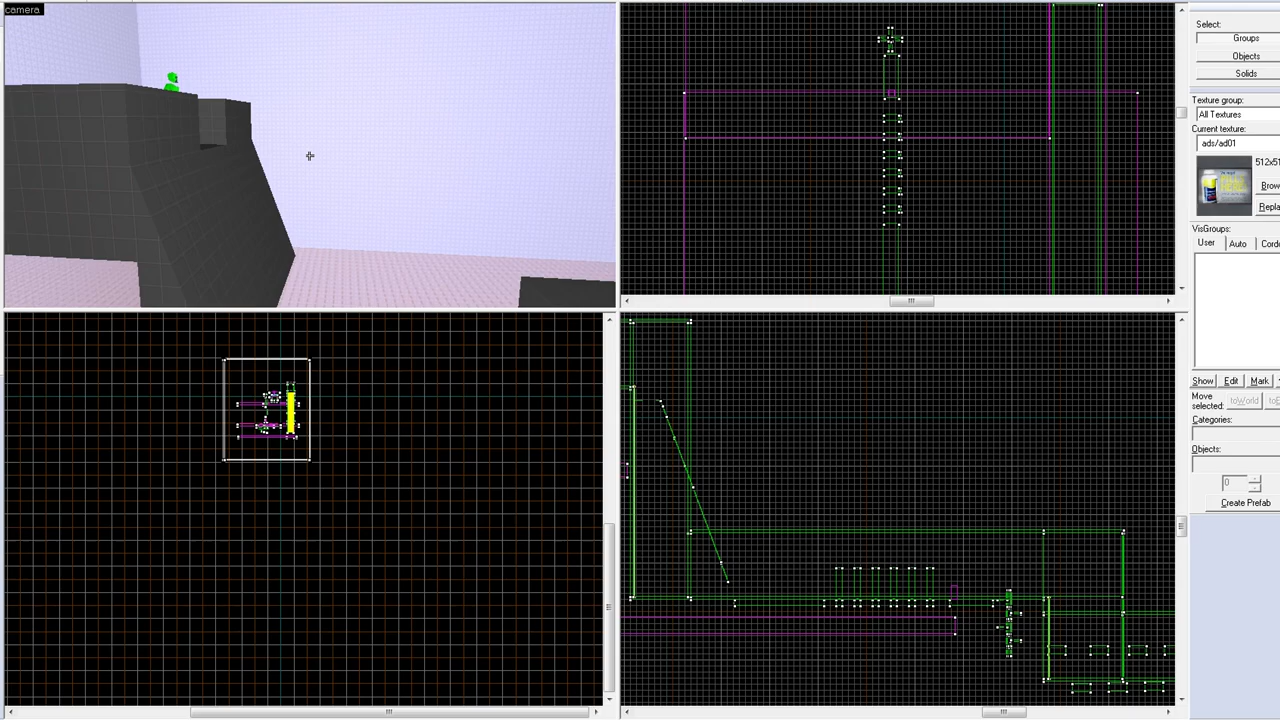 camera
Select:
Groups
Objects
Solids
Texture group:
All Textures
Current texture:
ads/ad01
512x51
Brow
Repla
VisGroups:
User
Auto
Cordo
Show
Edit
Mark
Move
selected:
toWorld
Categories:
Objects:
0
Create Prefab